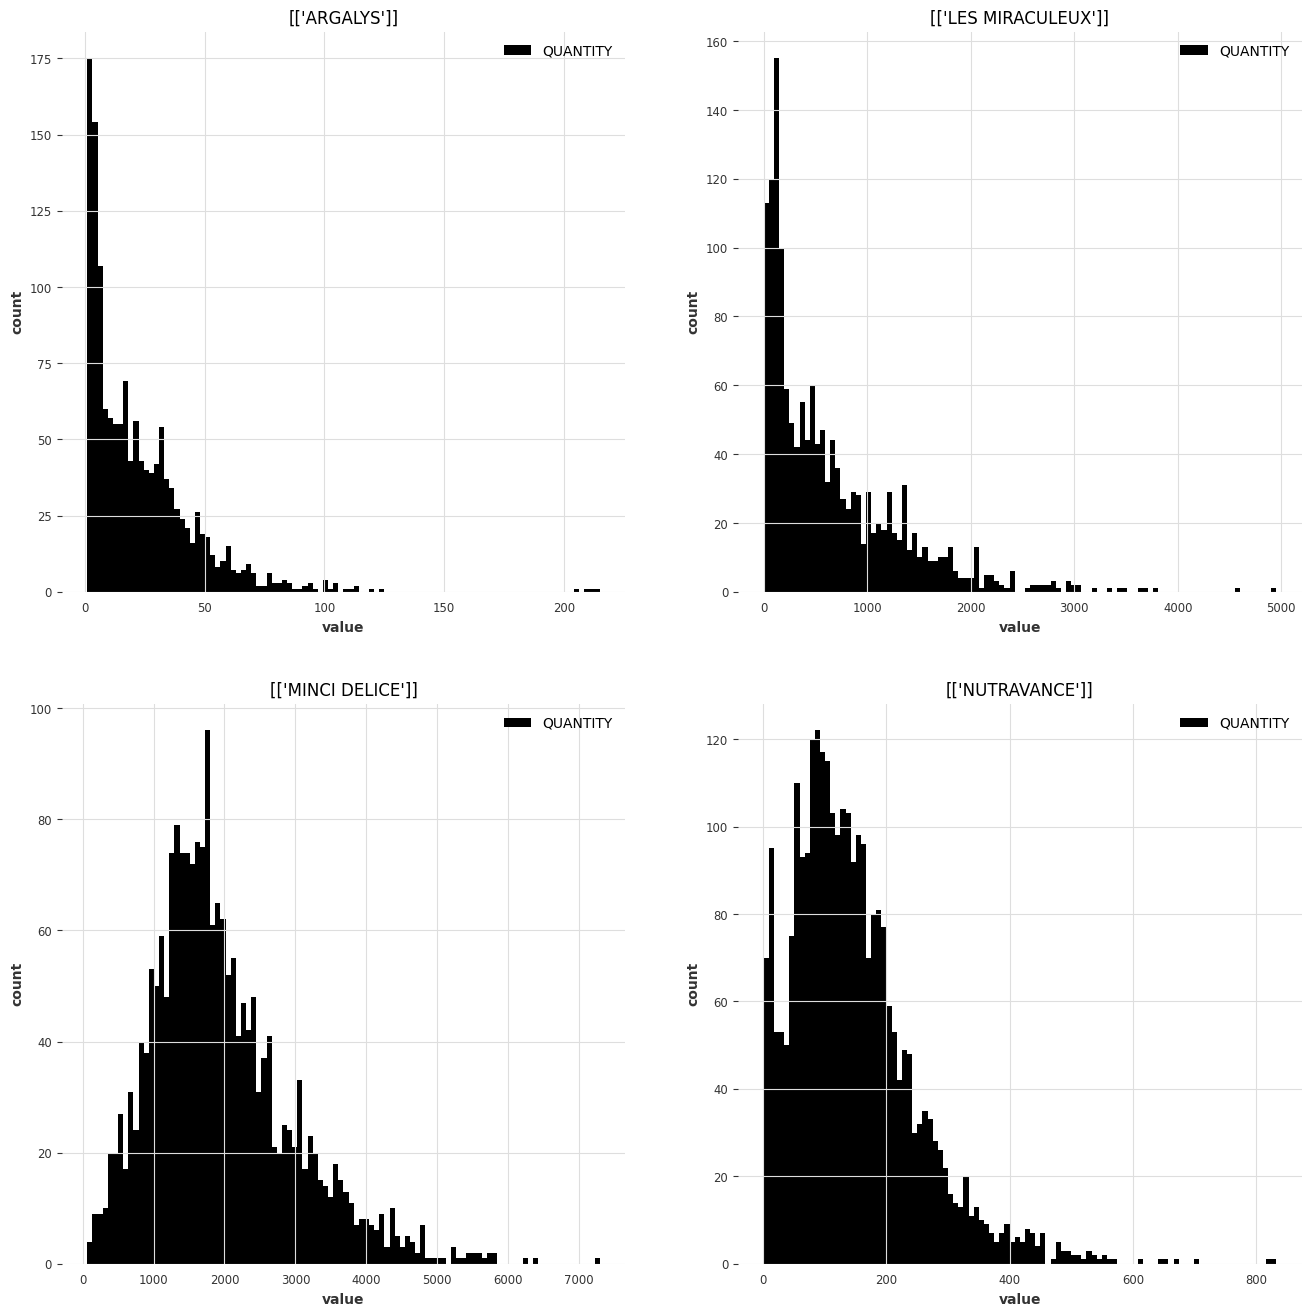 [['ARGALYS']]
QUANTITY
175
150
125
100
75
50
25
0
count
0 50 100 150 200
value
[['LES MIRACULEUX']]
QUANTITY
160
140
120
100
80
60
40
20
0
count
0 1000 2000 3000 4000 5000
value
[['MINCI DELICE']]
QUANTITY
100
80
60
40
20
0
count
0 1000 2000 3000 4000 5000 6000 7000
value
[['NUTRAVANCE']]
QUANTITY
120
100
80
60
40
20
0
count
0 200 400 600 800
value